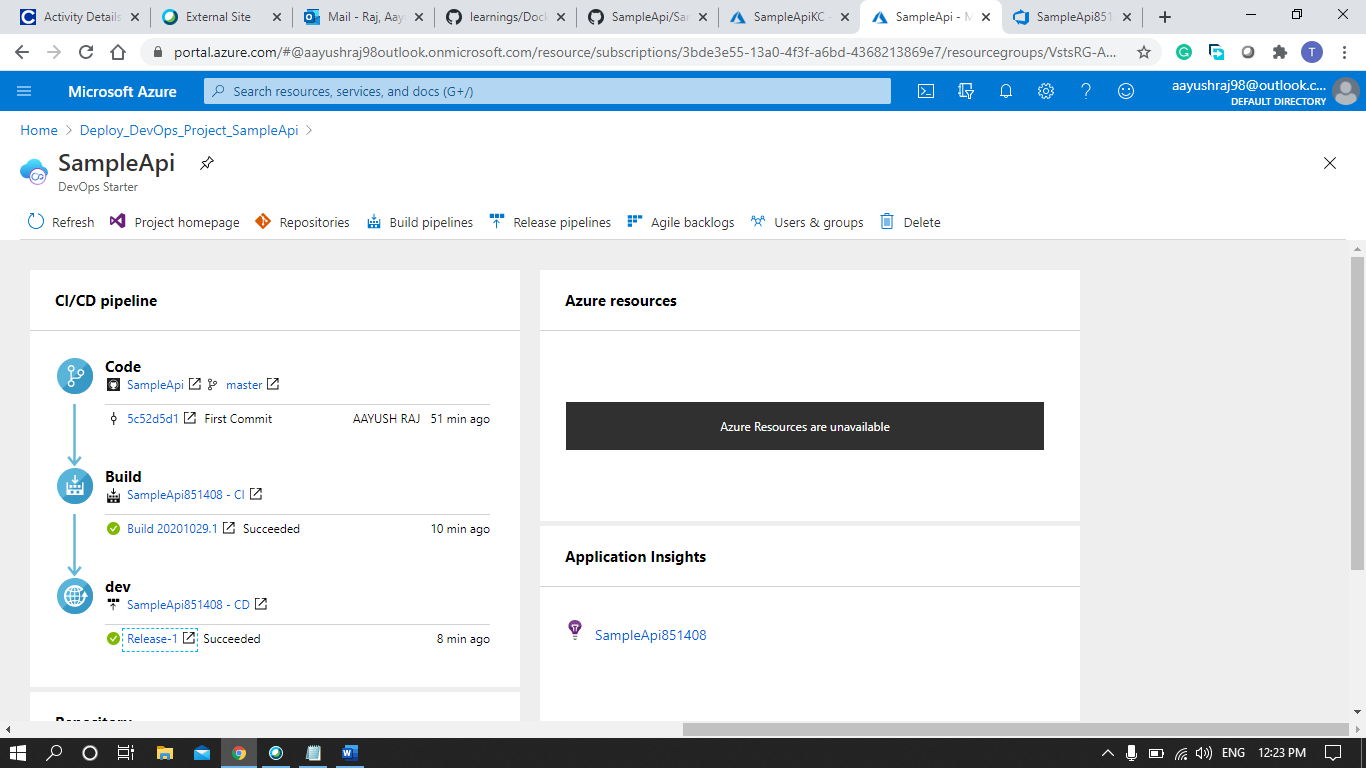 Activity Details
External Site
Mail - Raj, Aay
learnings/Dock
SampleApi/Sam
SampleApiKC -
SampleApi - M
SampleApi851
portal.azure.com/#@aayushraj98outlook.onmicrosoft.com/resource/subscriptions/3bde3e55-13a0-4f3f-a6bd-4368213869e7/resourcegroups/VstsRG-A...
T
Microsoft Azure
Search resources, services, and docs (G+/)
aayushraj98@outlook.c...
DEFAULT DIRECTORY
Home > Deploy_DevOps_Project_SampleApi >
SampleApi
DevOps Starter
Refresh Project homepage Repositories Build pipelines Release pipelines Agile backlogs Users & groups Delete
CI/CD pipeline
Code
SampleApi master
5c52d5d1 First Commit AAYUSH RAJ 51 min ago
Build
SampleApi851408 - CI
Build 20201029.1 Succeeded 10 min ago
dev
SampleApi851408 - CD
Release-1 Succeeded 8 min ago
Azure resources
Azure Resources are unavailable
Application Insights
SampleApi851408
ENG 12:23 PM